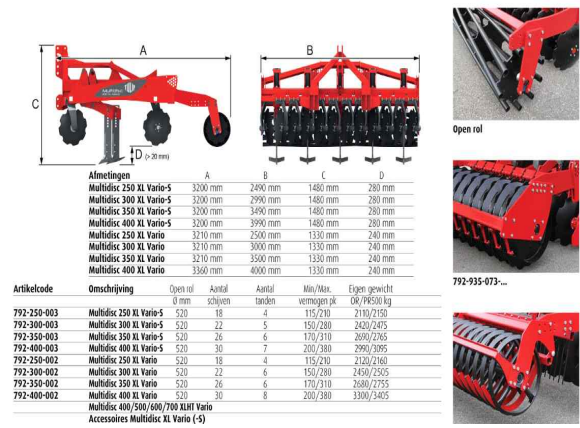 A
B
C
D (> 20 mm)
MultiDisc
Open rol
792-935-073-...
Afmetingen A B C D
Multidisc 250 XL Vario-S 3200 mm 2490 mm 1480 mm 280 mm
Multidisc 300 XL Vario-S 3200 mm 2990 mm 1480 mm 280 mm
Multidisc 350 XL Vario-S 3200 mm 3490 mm 1480 mm 280 mm
Multidisc 400 XL Vario-S 3200 mm 3990 mm 1480 mm 280 mm
Multidisc 250 XL Vario 3210 mm 2500 mm 1330 mm 240 mm
Multidisc 300 XL Vario 3210 mm 3000 mm 1330 mm 240 mm
Multidisc 350 XL Vario 3210 mm 3500 mm 1330 mm 240 mm
Multidisc 400 XL Vario 3360 mm 4000 mm 1330 mm 240 mm
Artikelcode Omschrijving Open rol Aantal Aantal Min/Max. Eigen gewicht
Ø mm schijven tanden vermogen pk OR/PR500 kg
792-250-003 Multidisc 250 XL Vario-S 520 18 4 115/210 2110/2150
792-300-003 Multidisc 300 XL Vario-S 520 22 5 150/280 2420/2475
792-350-003 Multidisc 350 XL Vario-S 520 26 6 170/310 2690/2765
792-400-003 Multidisc 400 XL Vario-S 520 30 7 200/380 2990/3095
792-250-002 Multidisc 250 XL Vario 520 18 4 115/210 2120/2160
792-300-002 Multidisc 300 XL Vario 520 22 6 150/280 2450/2505
792-350-002 Multidisc 350 XL Vario 520 26 6 170/310 2680/2755
792-400-002 Multidisc 400 XL Vario 520 30 8 200/380 3300/3405
Multidisc 400/500/600/700 XLHT Vario
Accessoires Multidisc XL Vario (-S)